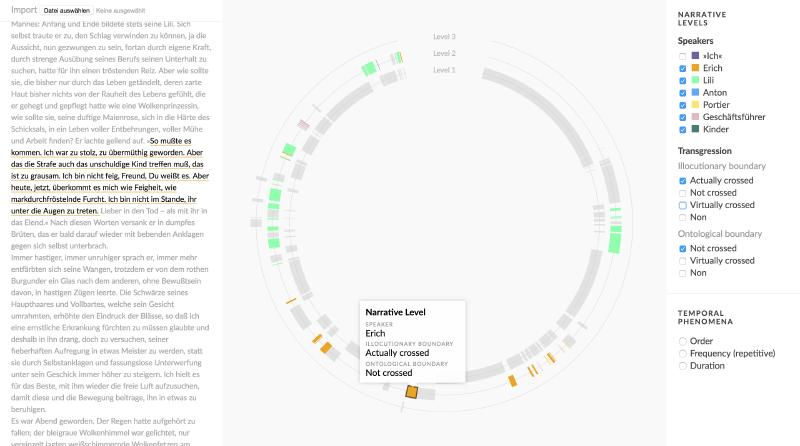 Import Datei auswählen Keine ausgewählt
Mannes: Anfang und Ende bildete stets seine Lili. Sich
selbst traute er zu, den Schlag verwinden zu können, ja die
Aussicht, nun gezwungen zu sein, fortan durch eigene Kraft,
durch strenge Ausübung seines Berufs seinen Unterhalt zu
suchen, hatte für ihn einen tröstenden Reiz. Aber wie sollte
sie, die bisher nur durch das Leben getändelt, deren zarte
Haut bisher nichts von der Rauheit des Lebens gefühlt, die
er gehegt und gepflegt hatte wie eine Wolkenprinzessin,
wie sollte sie, seine duftige Maienrose, sich in die Härte des
Schicksals, in ein Leben voller Entbehrungen, voller Mühe
und Arbeit finden? Er lachte gellend auf. »So mußte es
kommen. Ich war zu stolz, zu übermüthig geworden. Aber
das die Strafe auch das unschuldige Kind treffen muß, das
ist zu grausam. Ich bin nicht feig, Freund, Du weißt es. Aber
heute, jetzt, überkommt es mich wie Feigheit, wie
markdurchfröstelnde Furcht. Ich bin nicht im Stande, ihr
unter die Augen zu treten. Lieber in den Tod – als mit ihr in
das Elend.« Nach diesen Worten versank er in dumpfes
Brüten, das er bald darauf wieder mit bebenden Anklagen
gegen sich selbst unterbrach.
Immer hastiger, immer unruhiger sprach er, immer mehr
entfärbten sich seine Wangen, trotzdem er von dem rothen
Burgunder ein Glas nach dem anderen, ohne Bewußtsein
davon, in hastigen Zügen leerte. Die Schwärze seines
Haupthaares und Vollbartes, welche sein Gesicht
umrahmten, erhöhte den Eindruck der Blässe, so daß ich
eine ernstliche Erkrankung fürchten zu müssen glaubte und
deshalb in ihn drang, doch zu versuchen, seiner
fieberhaften Aufregung in etwas Meister zu werden, statt
sie durch Selbstanklagen und fassungslose Unterwerfung
unter sein Geschick immer höher zu steigern. Ich hielt es
für das Beste, mit ihm wieder die freie Luft aufzusuchen,
damit diese und die Bewegung beitrage, ihn in etwas zu
beruhigen.
Es war Abend geworden. Der Regen hatte aufgehört zu
fallen; der bleigraue Wolkenhimmel war gelichtet, nur
vereinzelt jagten weißschimmernde Wolkenfetzen am
Level 3
Level 2
Level 1
Narrative Level
SPEAKER
Erich
ILLOCUTIONARY BOUNDARY
Actually crossed
ONTOLOGICAL BOUNDARY
Not crossed
NARRATIVE
LEVELS
Speakers
»Ich«
Erich
Lili
Anton
Portier
Geschäftsführer
Kinder
Transgression
Illocutionary boundary
Actually crossed
Not crossed
Virtually crossed
Non
Ontological boundary
Not crossed
Virtually crossed
Non
TEMPORAL
PHENOMENA
Order
Frequency (repetitive)
Duration